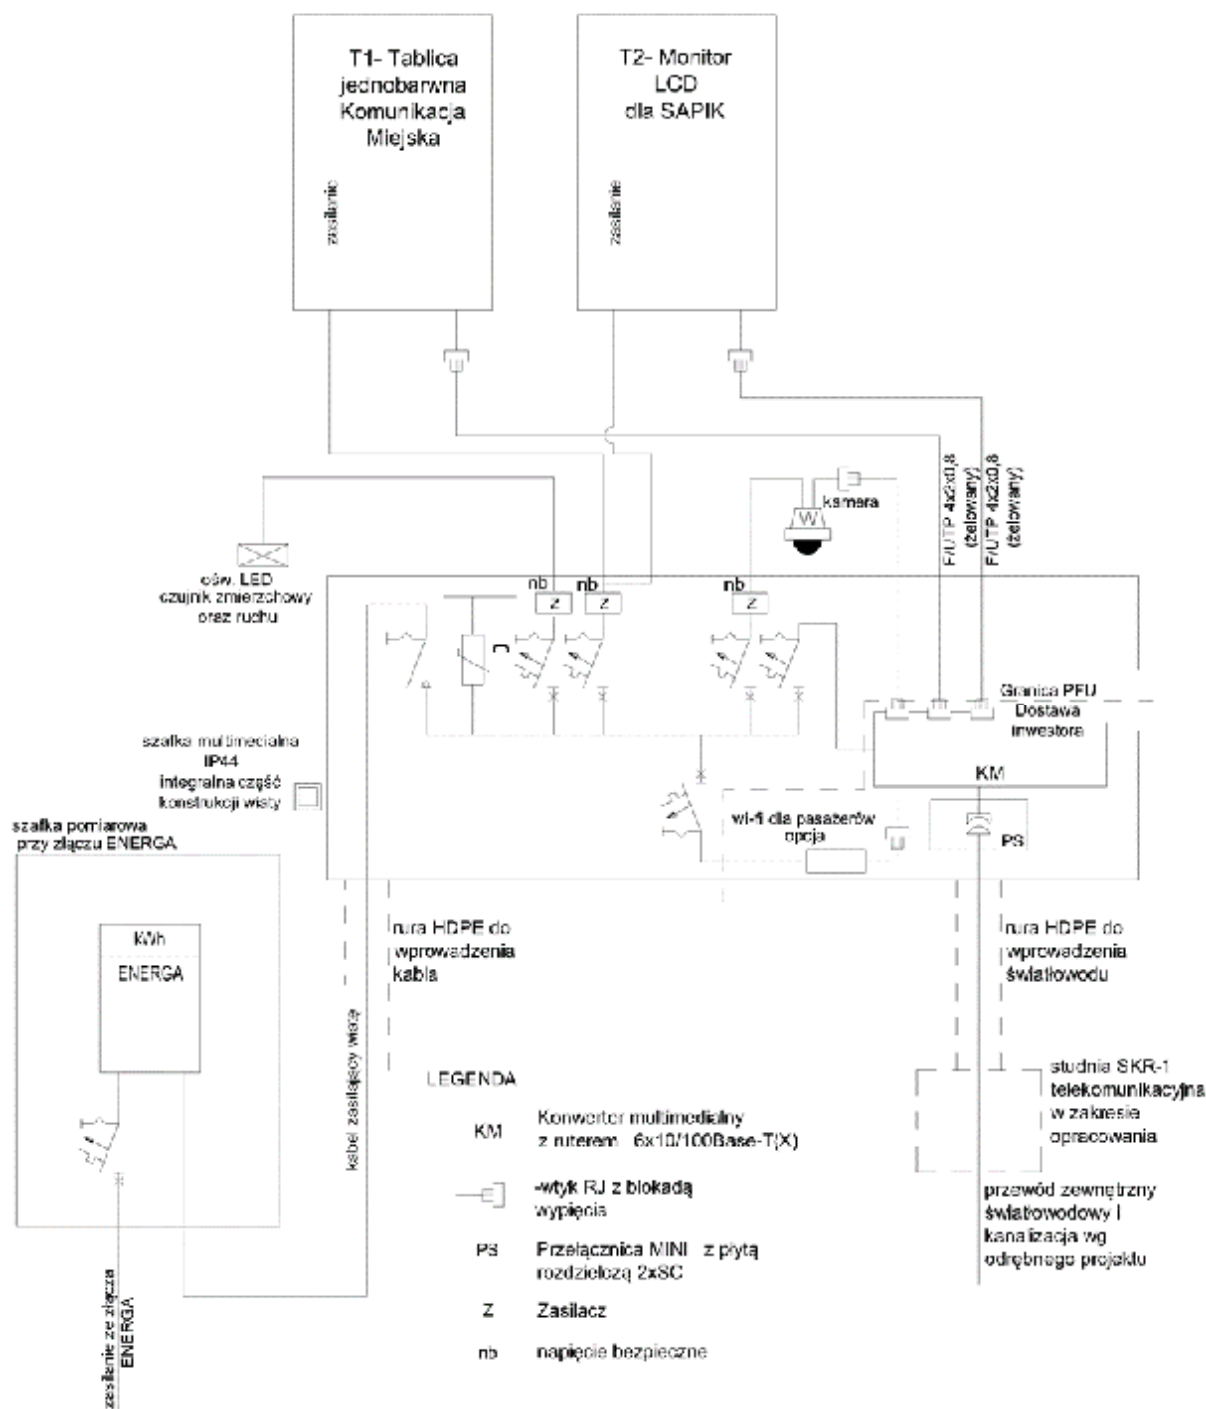 T1- Tablica
jednobarwna
Komunikacja
Miejska
zasilanie
T2- Monitor
LCD
dla SAPIK
zasilanie
F/UTP 4x2x0,8
(żelowany)
F/UTP 4x2x0,8
(żelowany)
kamera
W
ośw. LED
czujnik zmierzchowy
oraz ruchu
nb
Z
nb
Z
nb
Z
C
Granica PFU
Dostawa
inwestora
KM
PS
wi-fi dla pasażerów
opcja
szafka multimedialna
IP44
integralna część
konstrukcji wiaty
szafka pomiarowa
przy złączu ENERGA
kWh
ENERGA
zasilanie ze złącza
ENERGA
kabel zasilający wiatę
rura HDPE do
wprowadzenia
kabla
rura HDPE do
wprowadzenia
światłowodu
studnia SKR-1
telekomunikacyjna
w zakresie
opracowania
przewód zewnętrzny
światłowodowy i
kanalizacja wg
odrębnego projektu
LEGENDA
KM Konwerter multimedialny
z ruterem 6x10/100Base-T(X)
-wtyk RJ z blokadą
wypięcia
PS Przełącznica MINI z płytą
rozdzielczą 2xSC
Z Zasilacz
nb napięcie bezpieczne